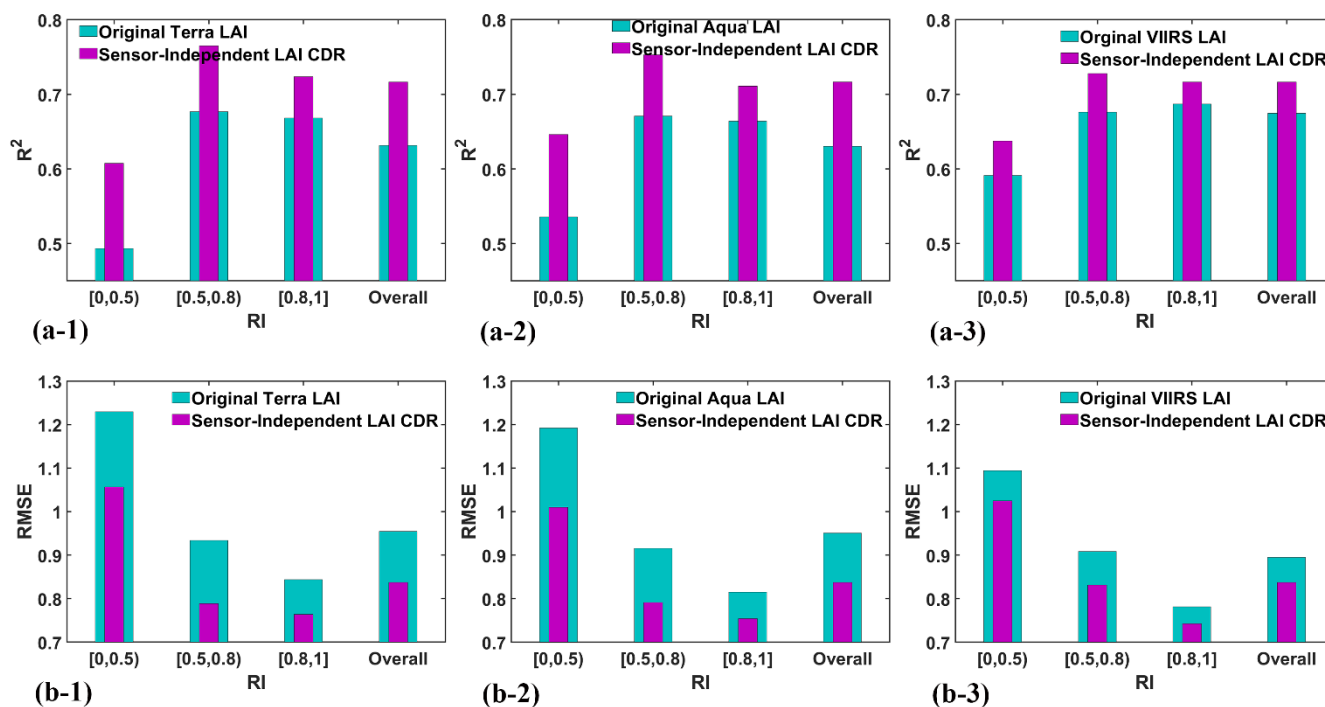 Original Terra LAI
Sensor-Independent LAI CDR
0.8
0.7
0.6
0.5
R²
[0,0.5) [0.5,0.8) [0.8,1] Overall
RI
(a-1)
Original Aqua LAI
Sensor-Independent LAI CDR
0.8
0.7
0.6
0.5
R²
[0,0.5) [0.5,0.8) [0.8,1] Overall
RI
(a-2)
Orginal VIIRS LAI
Sensor-Independent LAI CDR
0.8
0.7
0.6
0.5
R²
[0,0.5) [0.5,0.8) [0.8,1] Overall
RI
(a-3)
Original Terra LAI
Sensor-Independent LAI CDR
1.3
1.2
1.1
1
0.9
0.8
0.7
RMSE
[0,0.5) [0.5,0.8) [0.8,1] Overall
RI
(b-1)
Original Aqua LAI
Sensor-Independent LAI CDR
1.3
1.2
1.1
1
0.9
0.8
0.7
RMSE
[0,0.5) [0.5,0.8) [0.8,1] Overall
RI
(b-2)
Original VIIRS LAI
Sensor-Independent LAI CDR
1.3
1.2
1.1
1
0.9
0.8
0.7
RMSE
[0,0.5) [0.5,0.8) [0.8,1] Overall
RI
(b-3)